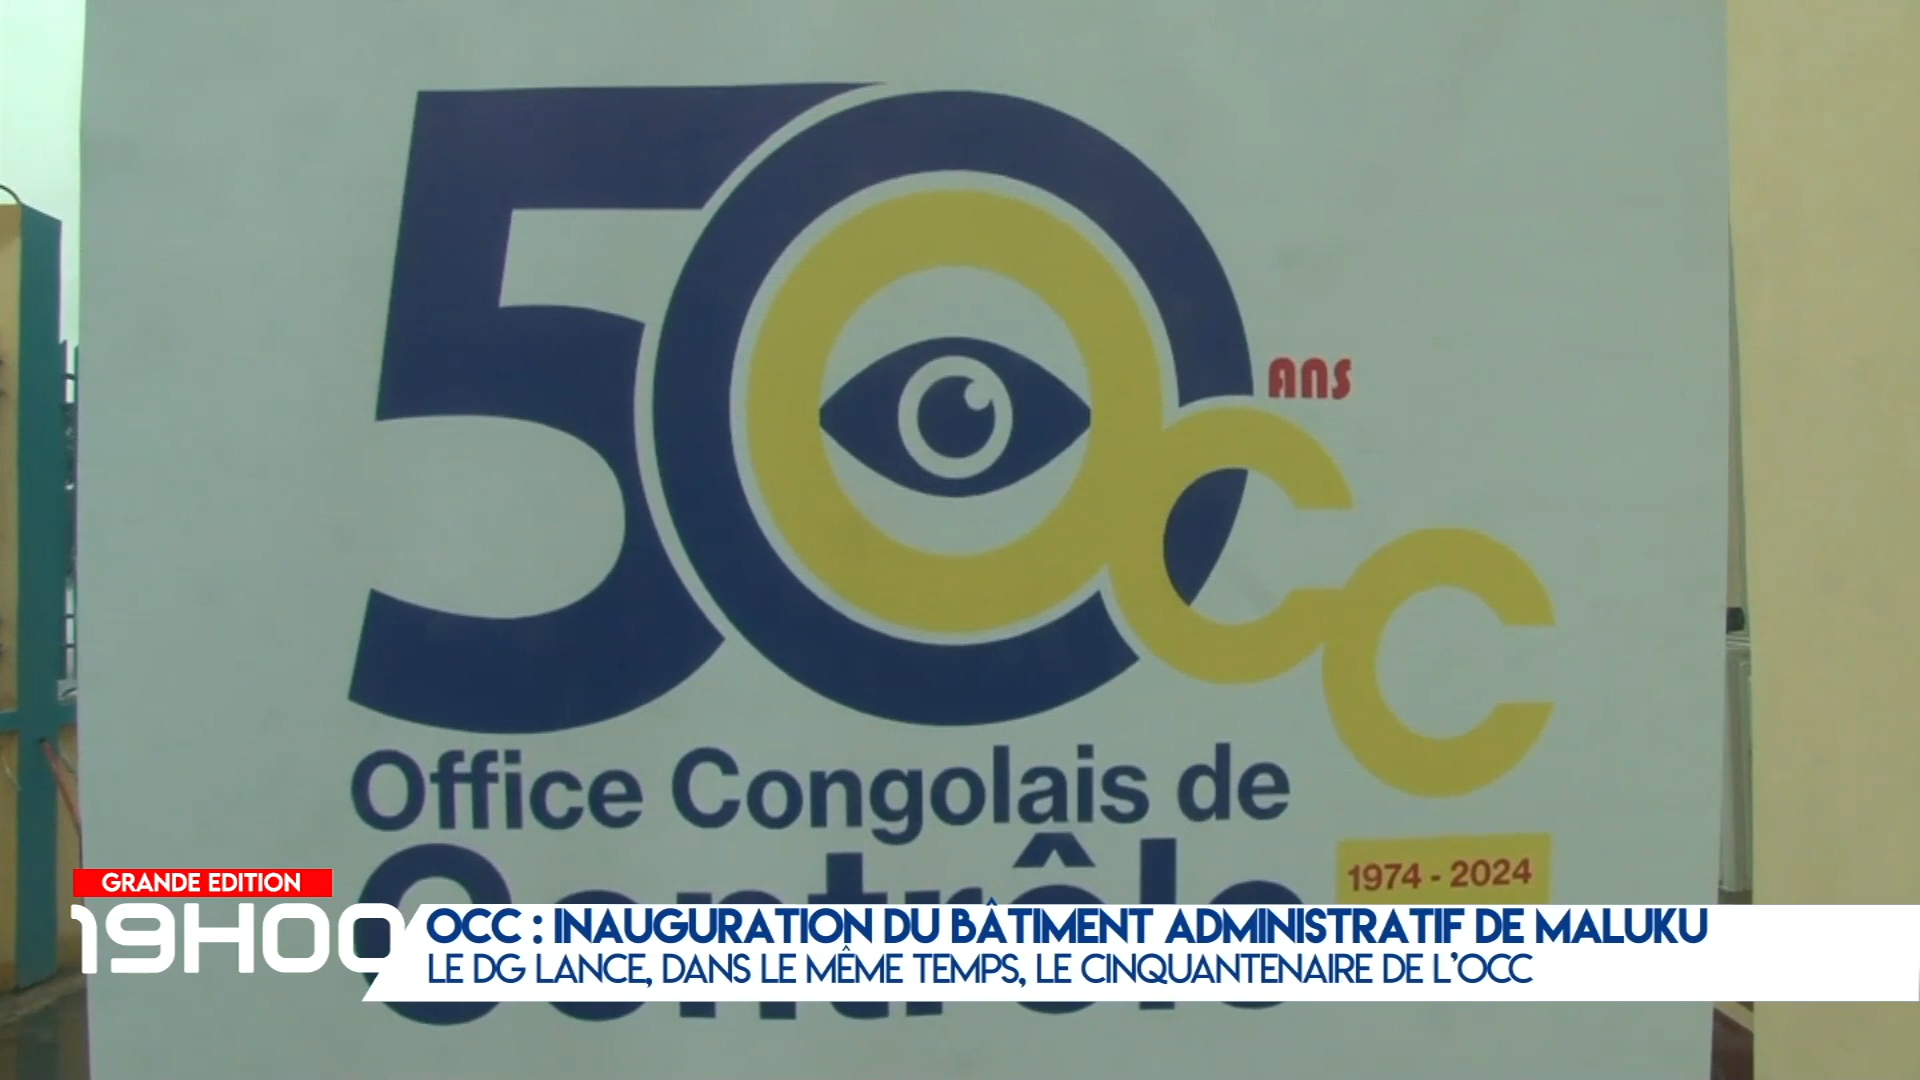 50
ans
occ
Office Congolais de
Contrôle
1974 - 2024
GRANDE EDITION
19H00
OCC : INAUGURATION DU BÂTIMENT ADMINISTRATIF DE MALUKU
LE DG LANCE, DANS LE MÊME TEMPS, LE CINQUANTENAIRE DE L'OCC